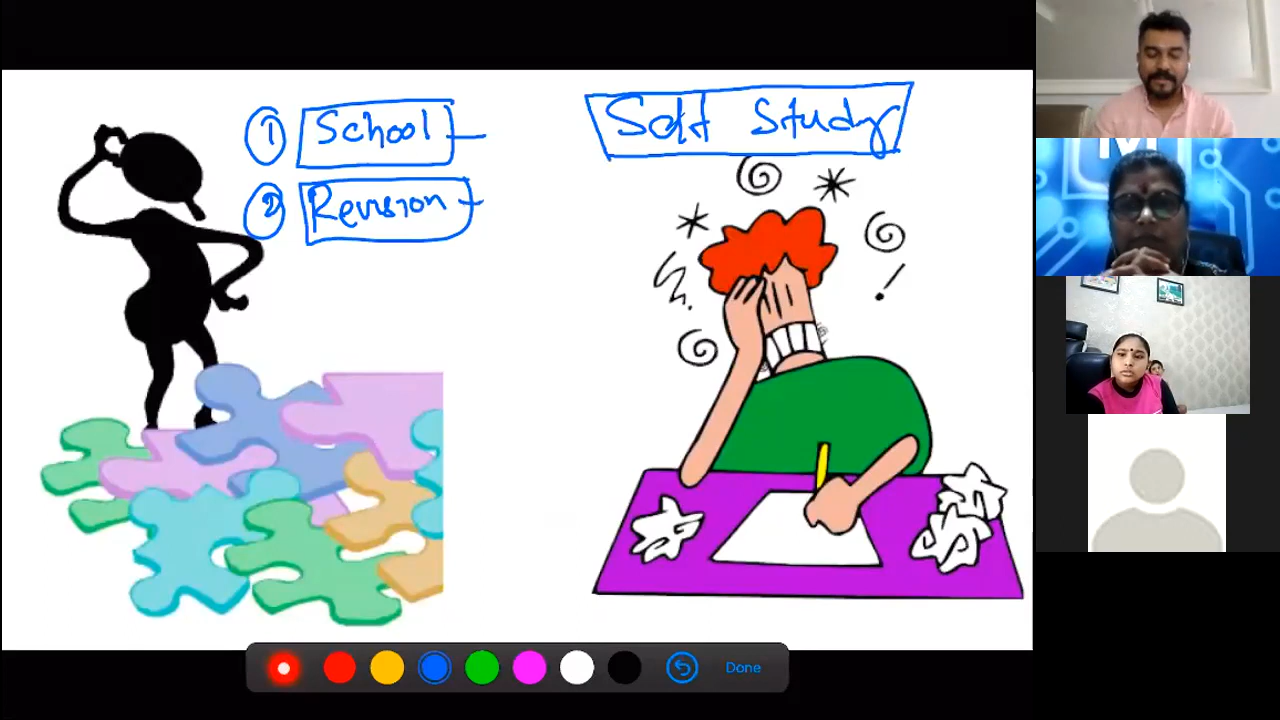 ① School
② Revision
Self Study
Done